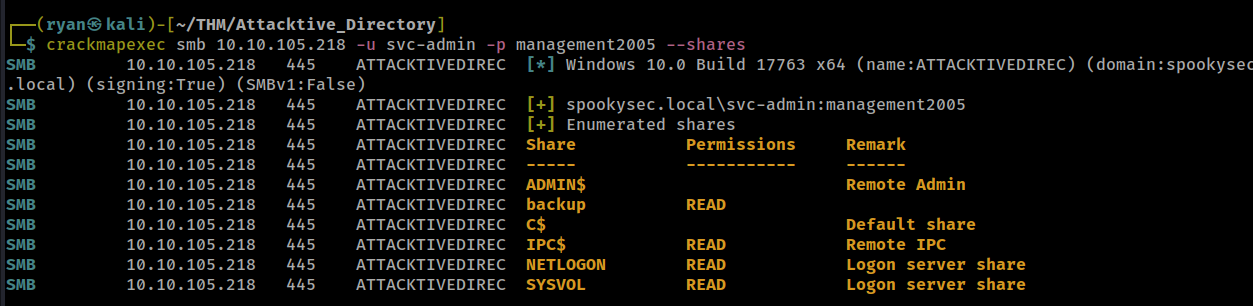 ┌──(ryan㉿kali)-[~/THM/Attacktive_Directory]
└─$ crackmapexec smb 10.10.105.218 -u svc-admin -p management2005 --shares
SMB         10.10.105.218   445    ATTACKTIVEDIREC  [*] Windows 10.0 Build 17763 x64 (name:ATTACKTIVEDIREC) (domain:spookysec
.local) (signing:True) (SMBv1:False)
SMB         10.10.105.218   445    ATTACKTIVEDIREC  [+] spookysec.local\svc-admin:management2005
SMB         10.10.105.218   445    ATTACKTIVEDIREC  [+] Enumerated shares
SMB         10.10.105.218   445    ATTACKTIVEDIREC  Share           Permissions     Remark
SMB         10.10.105.218   445    ATTACKTIVEDIREC  -----           -----------     ------
SMB         10.10.105.218   445    ATTACKTIVEDIREC  ADMIN$                          Remote Admin
SMB         10.10.105.218   445    ATTACKTIVEDIREC  backup          READ
SMB         10.10.105.218   445    ATTACKTIVEDIREC  C$                              Default share
SMB         10.10.105.218   445    ATTACKTIVEDIREC  IPC$            READ            Remote IPC
SMB         10.10.105.218   445    ATTACKTIVEDIREC  NETLOGON        READ            Logon server share
SMB         10.10.105.218   445    ATTACKTIVEDIREC  SYSVOL          READ            Logon server share